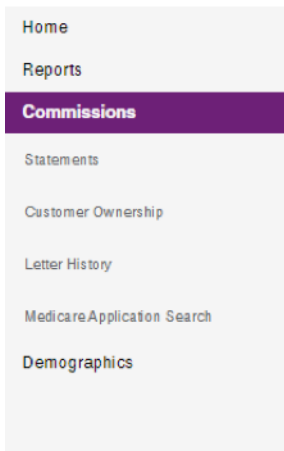 Home
Reports
Commissions
Statements
Customer Ownership
Letter History
Medicare Application Search
Demographics